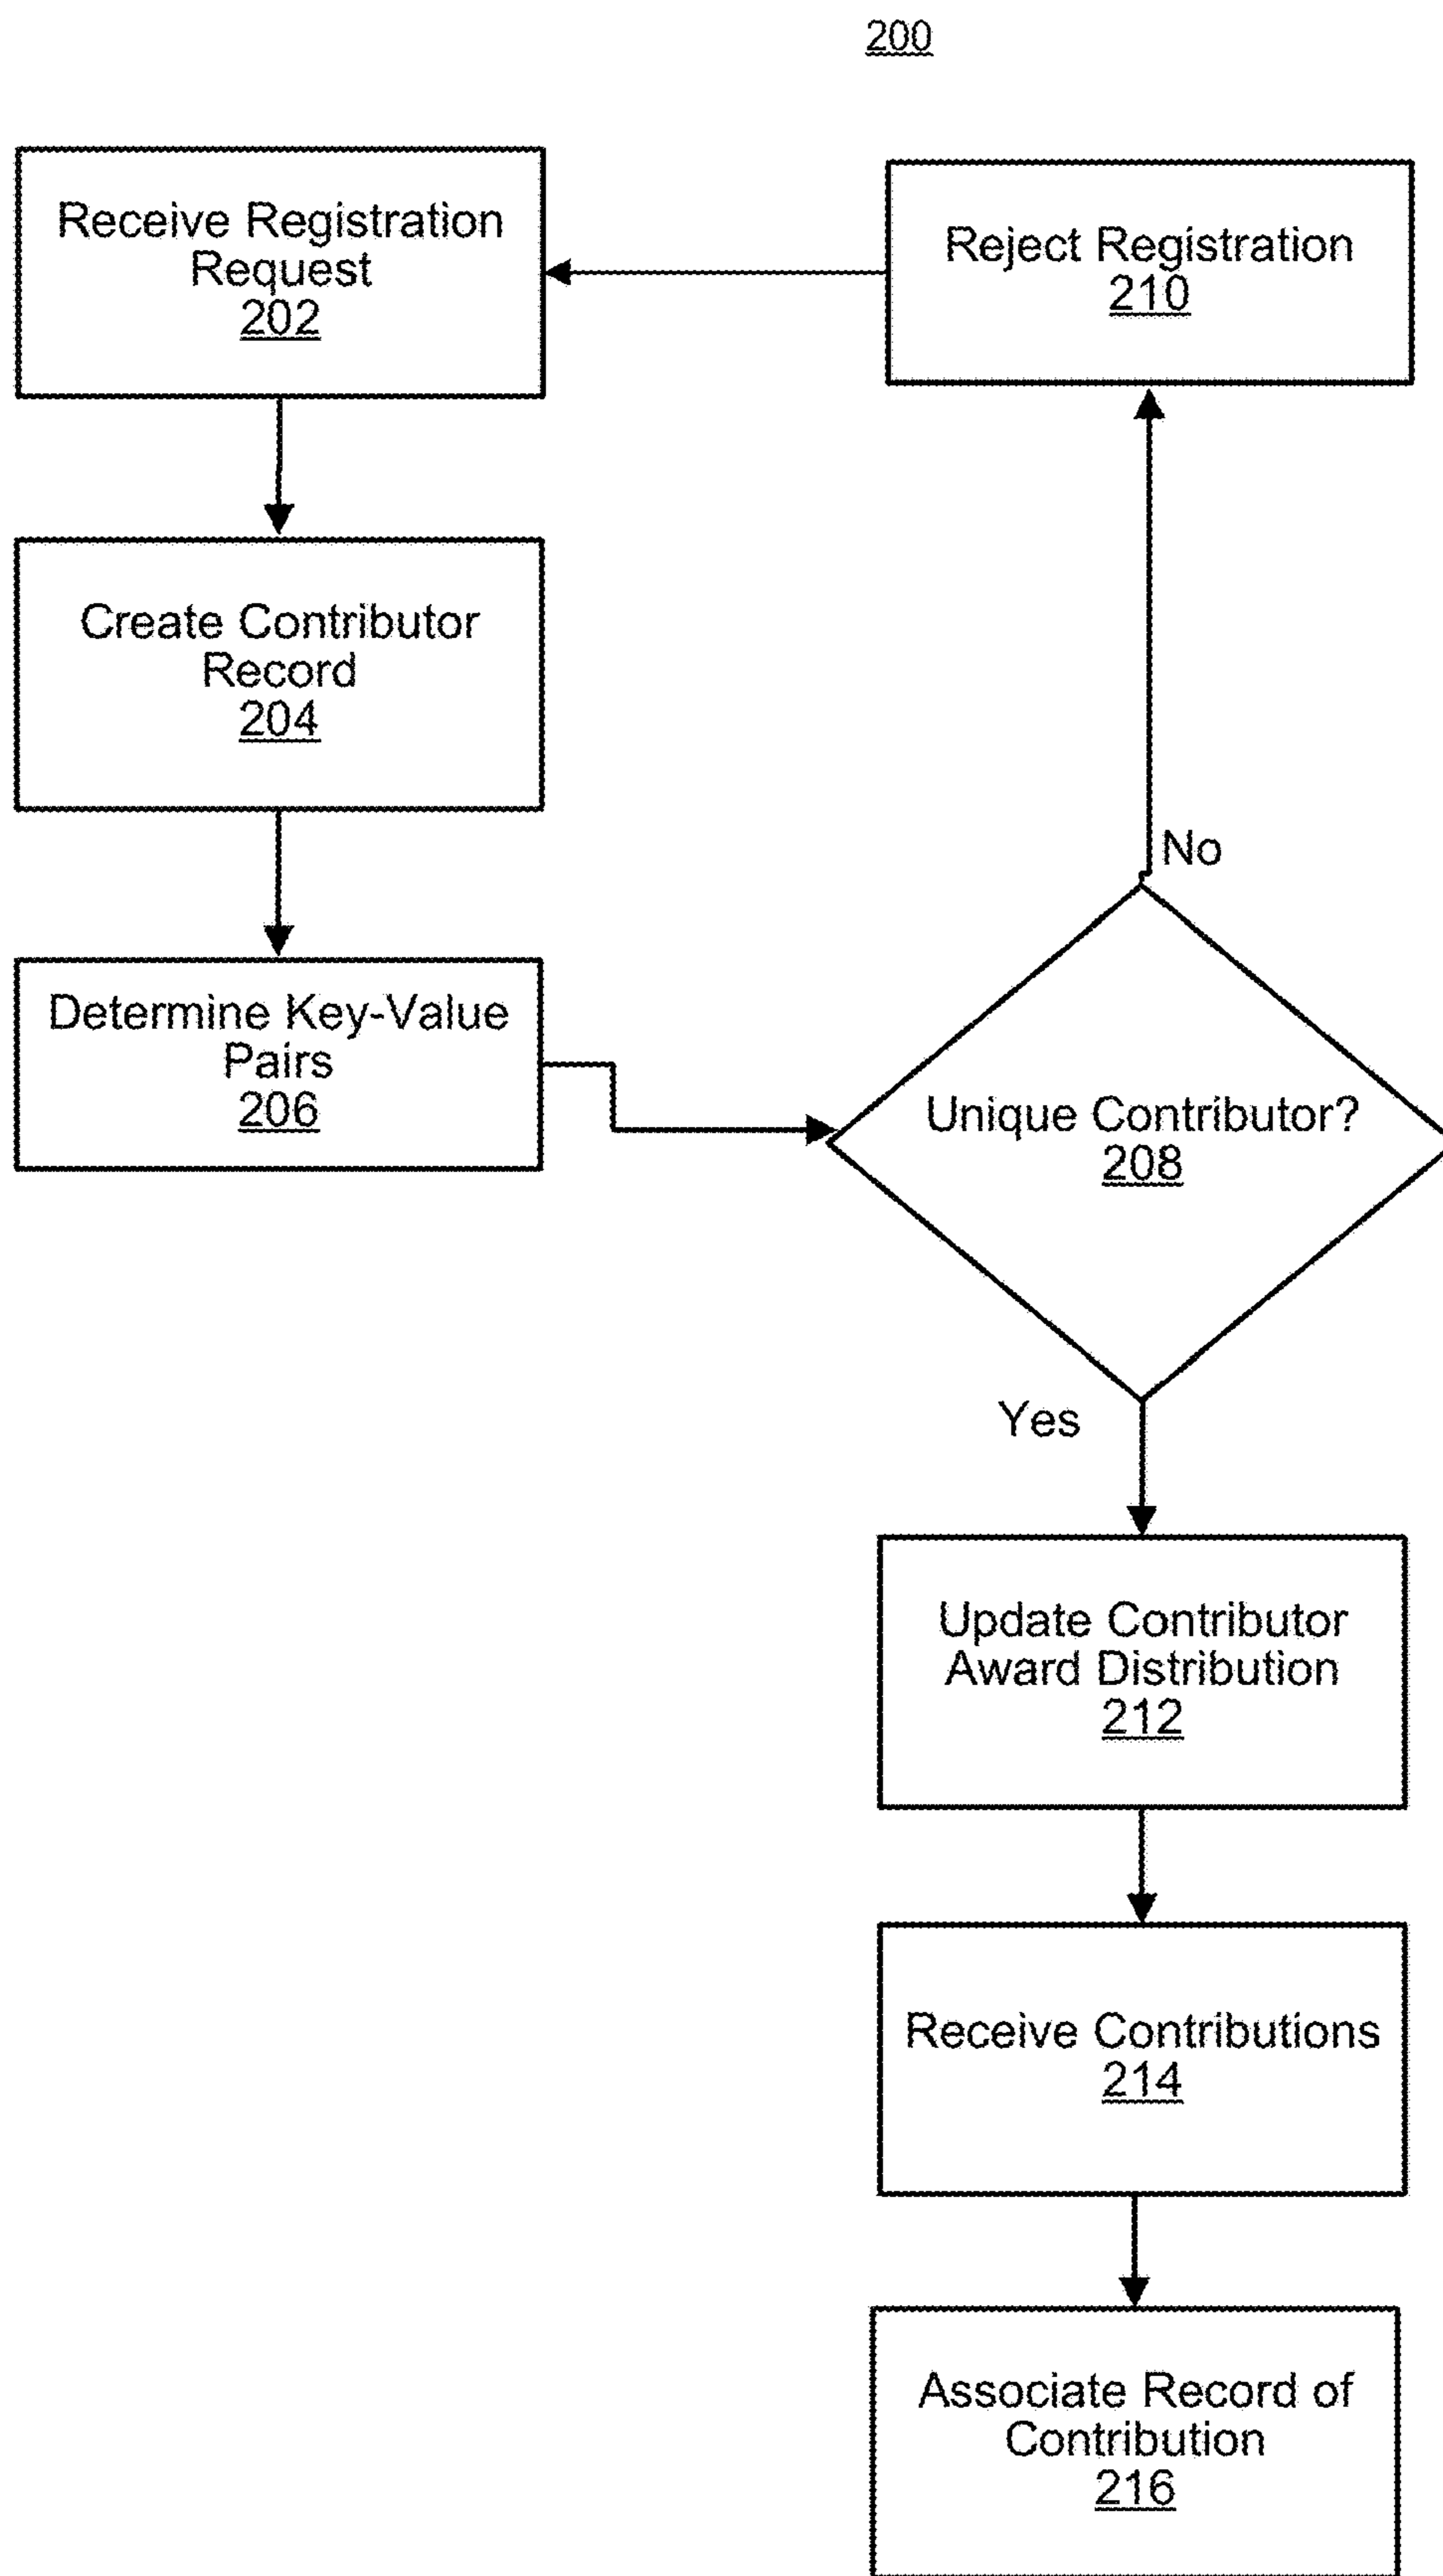 200
Receive Registration
Request
202
Reject Registration
210
Create Contributor
Record
204
No
Determine Key-Value
Pairs
206
Unique Contributor?
208
Yes
Update Contributor
Award Distribution
212
Receive Contributions
214
Associate Record of
Contribution
216